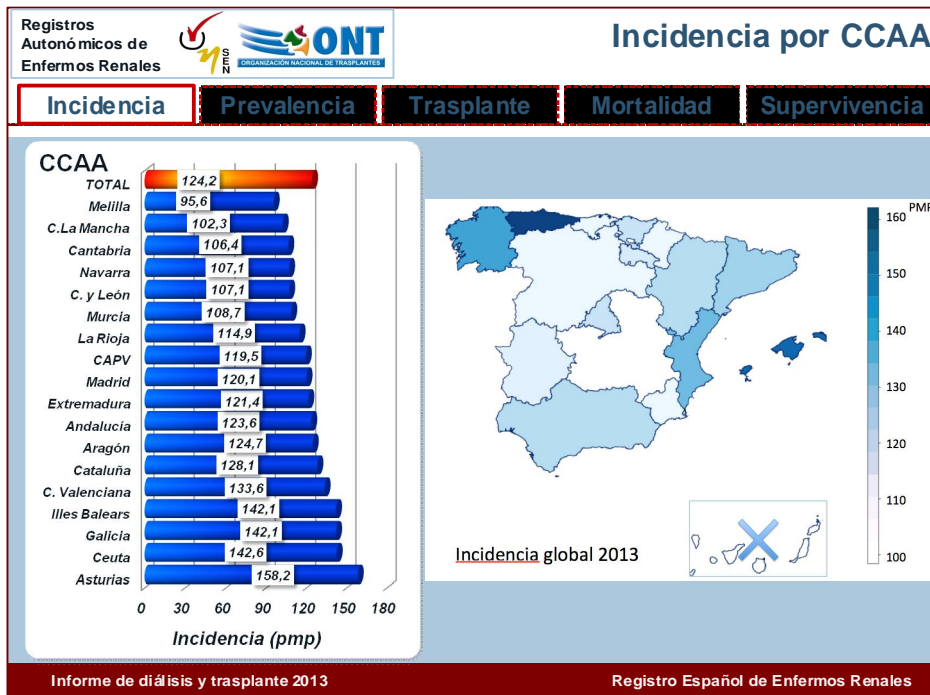 Registros
Autonómicos de
Enfermos Renales
SEN
ONT
ORGANIZACIÓN NACIONAL DE TRASPLANTES
Incidencia por CCAA
Incidencia Prevalencia Trasplante Mortalidad Supervivencia
CCAA
TOTAL 124,2
Melilla 95,6
C.La Mancha 102,3
Cantabria 106,4
Navarra 107,1
C. y León 107,1
Murcia 108,7
La Rioja 114,9
CAPV 119,5
Madrid 120,1
Extremadura 121,4
Andalucía 123,6
Aragón 124,7
Cataluña 128,1
C. Valenciana 133,6
Illes Balears 142,1
Galicia 142,1
Ceuta 142,6
Asturias 158,2
0 30 60 90 120 150 180
Incidencia (pmp)
PMP
160
150
140
130
120
110
100
Incidencia global 2013
Informe de diálisis y trasplante 2013
Registro Español de Enfermos Renales